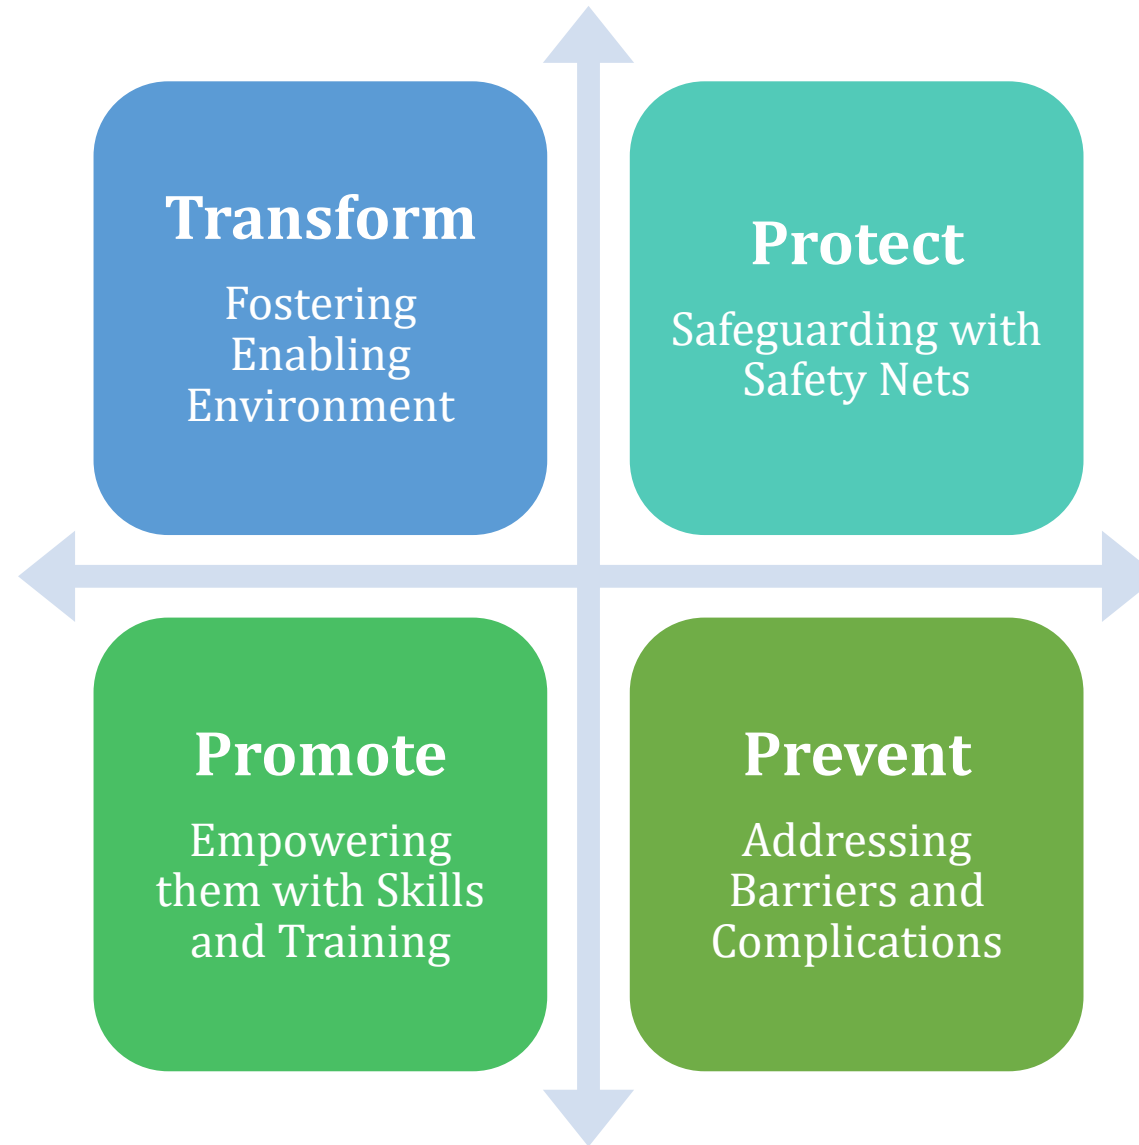 Transform
Fostering
Enabling
Environment
Protect
Safeguarding with
Safety Nets
Promote
Empowering
them with Skills
and Training
Prevent
Addressing
Barriers and
Complications